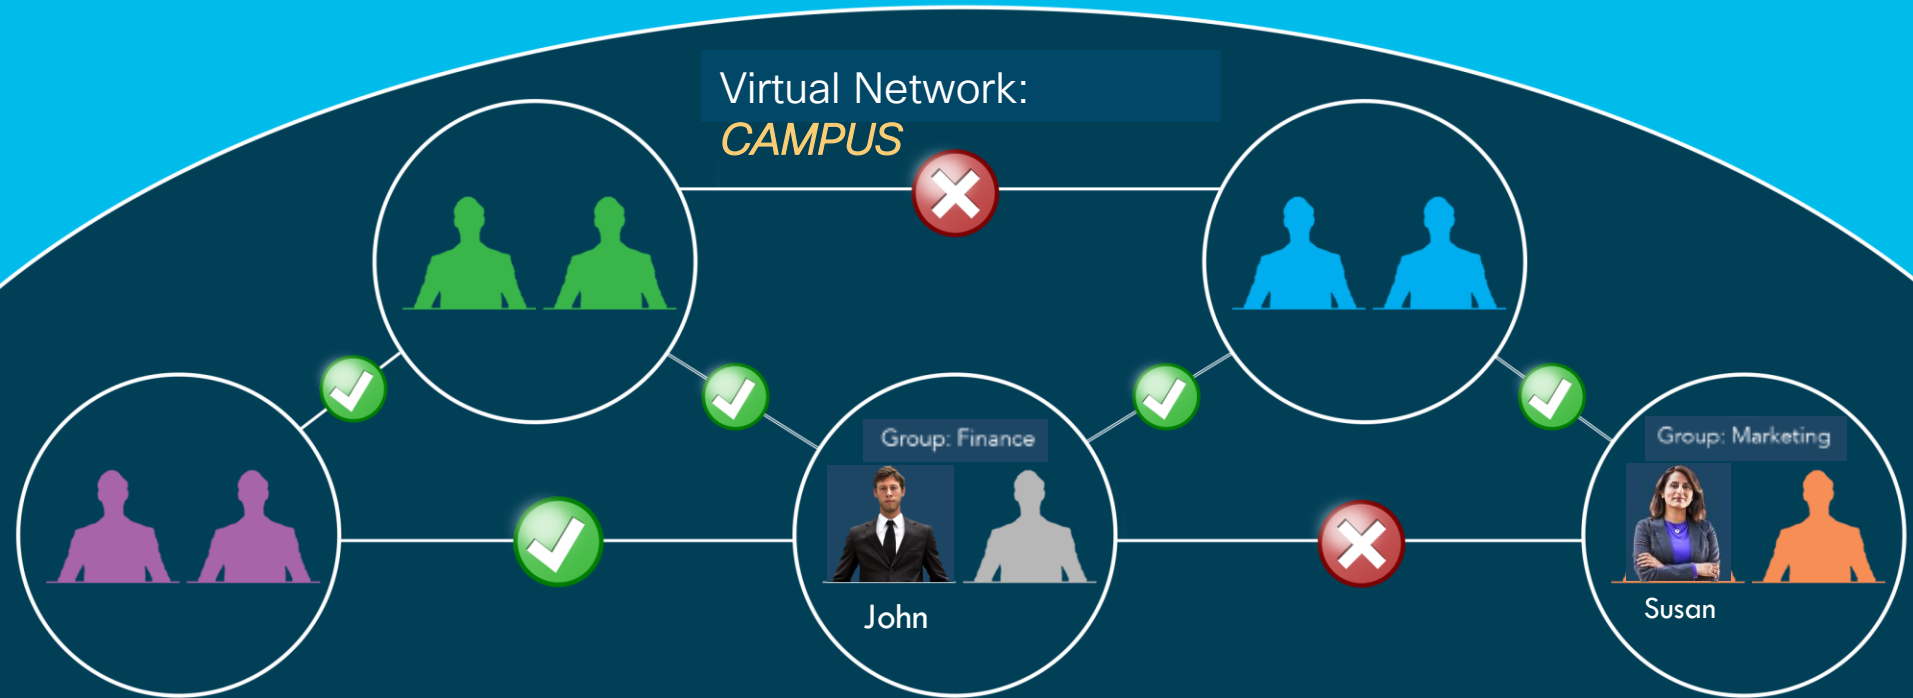 Virtual Network:
CAMPUS
Group: Finance
Group: Marketing
John
Susan